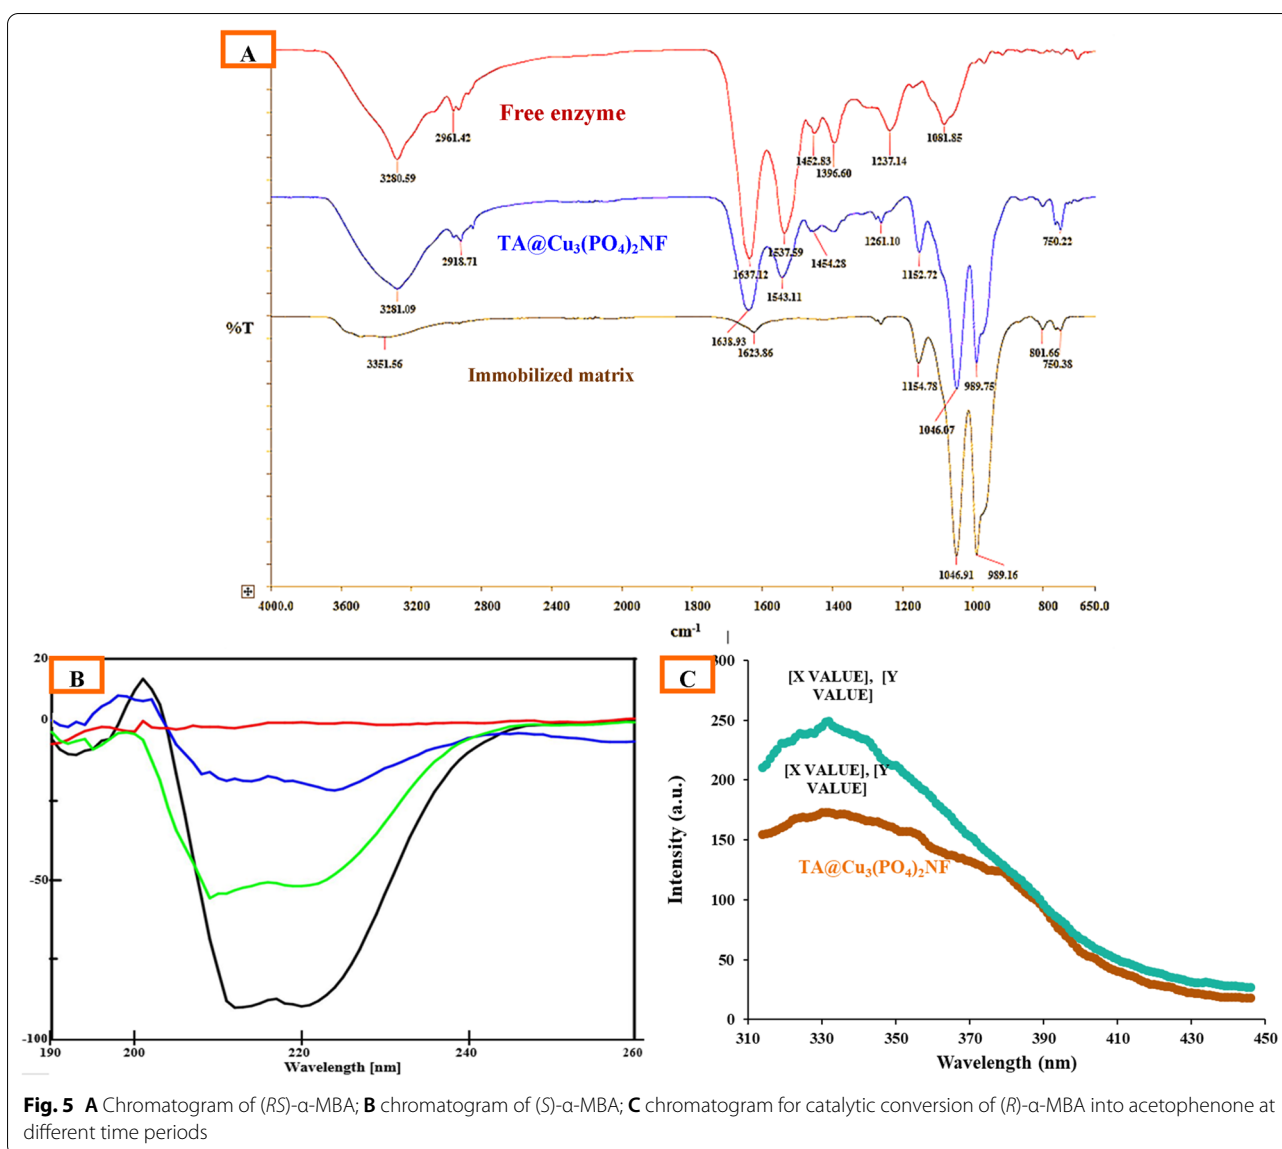 A
Free enzyme
2961.42
3280.59
1452.83
1396.60
1237.14
1081.85
1637.12
1537.59
TA@Cu3(PO4)2NF
2918.71
3281.09
1543.11
1454.28
1261.10
1152.72
750.22
%T
1638.93
1623.86
3351.56
Immobilized matrix
1154.78
1046.07
989.75
801.66
750.38
1046.91
989.16
4000.0 3600 3200 2800 2400 2000 1800 1600 1400 1200 1000 800 650.0
cm-1
B
20
0
-50
-100
190 200 220 240 260
Wavelength [nm]
C
300
250
200
150
100
50
0
Intensity (a.u.)
[X VALUE], [Y
VALUE]
[X VALUE], [Y
VALUE]
TA@Cu3(PO4)2NF
310 330 350 370 390 410 430 450
Wavelength (nm)
Fig. 5 A Chromatogram of (RS)-α-MBA; B chromatogram of (S)-α-MBA; C chromatogram for catalytic conversion of (R)-α-MBA into acetophenone at
different time periods